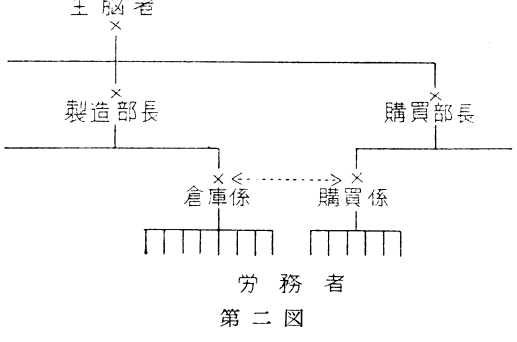 主脳者
製造部長 購買部長
倉庫係 購買係
労務者
第二図